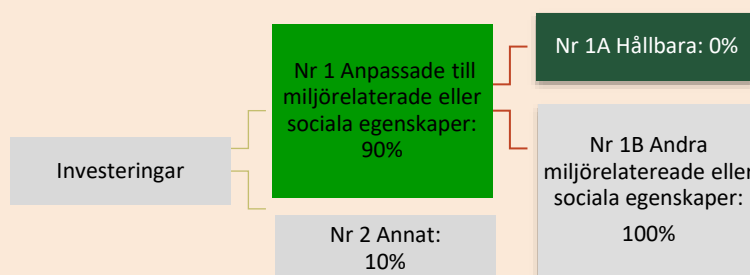 Investeringar
Nr 1 Anpassade till
miljörelaterade eller
sociala egenskaper:
90%
Nr 2 Annat:
10%
Nr 1A Hållbara: 0%
Nr 1B Andra
miljörelatereade eller
sociala egenskaper:
100%